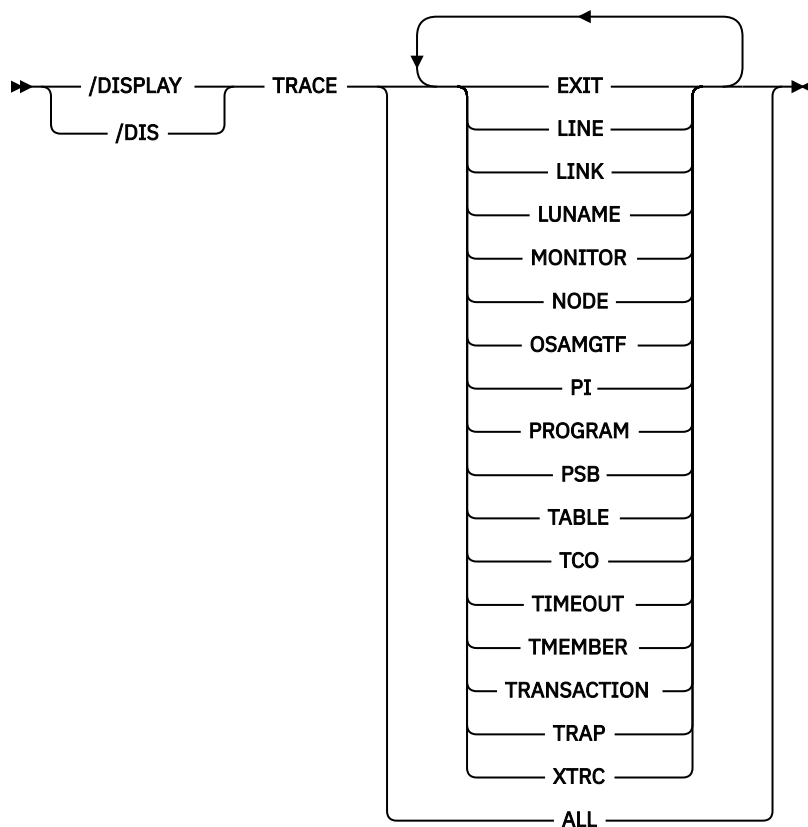 /DISPLAY TRACE EXIT
/DIS LINE
LINK
LUNAME
MONITOR
NODE
OSAMGTF
PI
PROGRAM
PSB
TABLE
TCO
TIMEOUT
TMEMBER
TRANSACTION
TRAP
XTRC
ALL